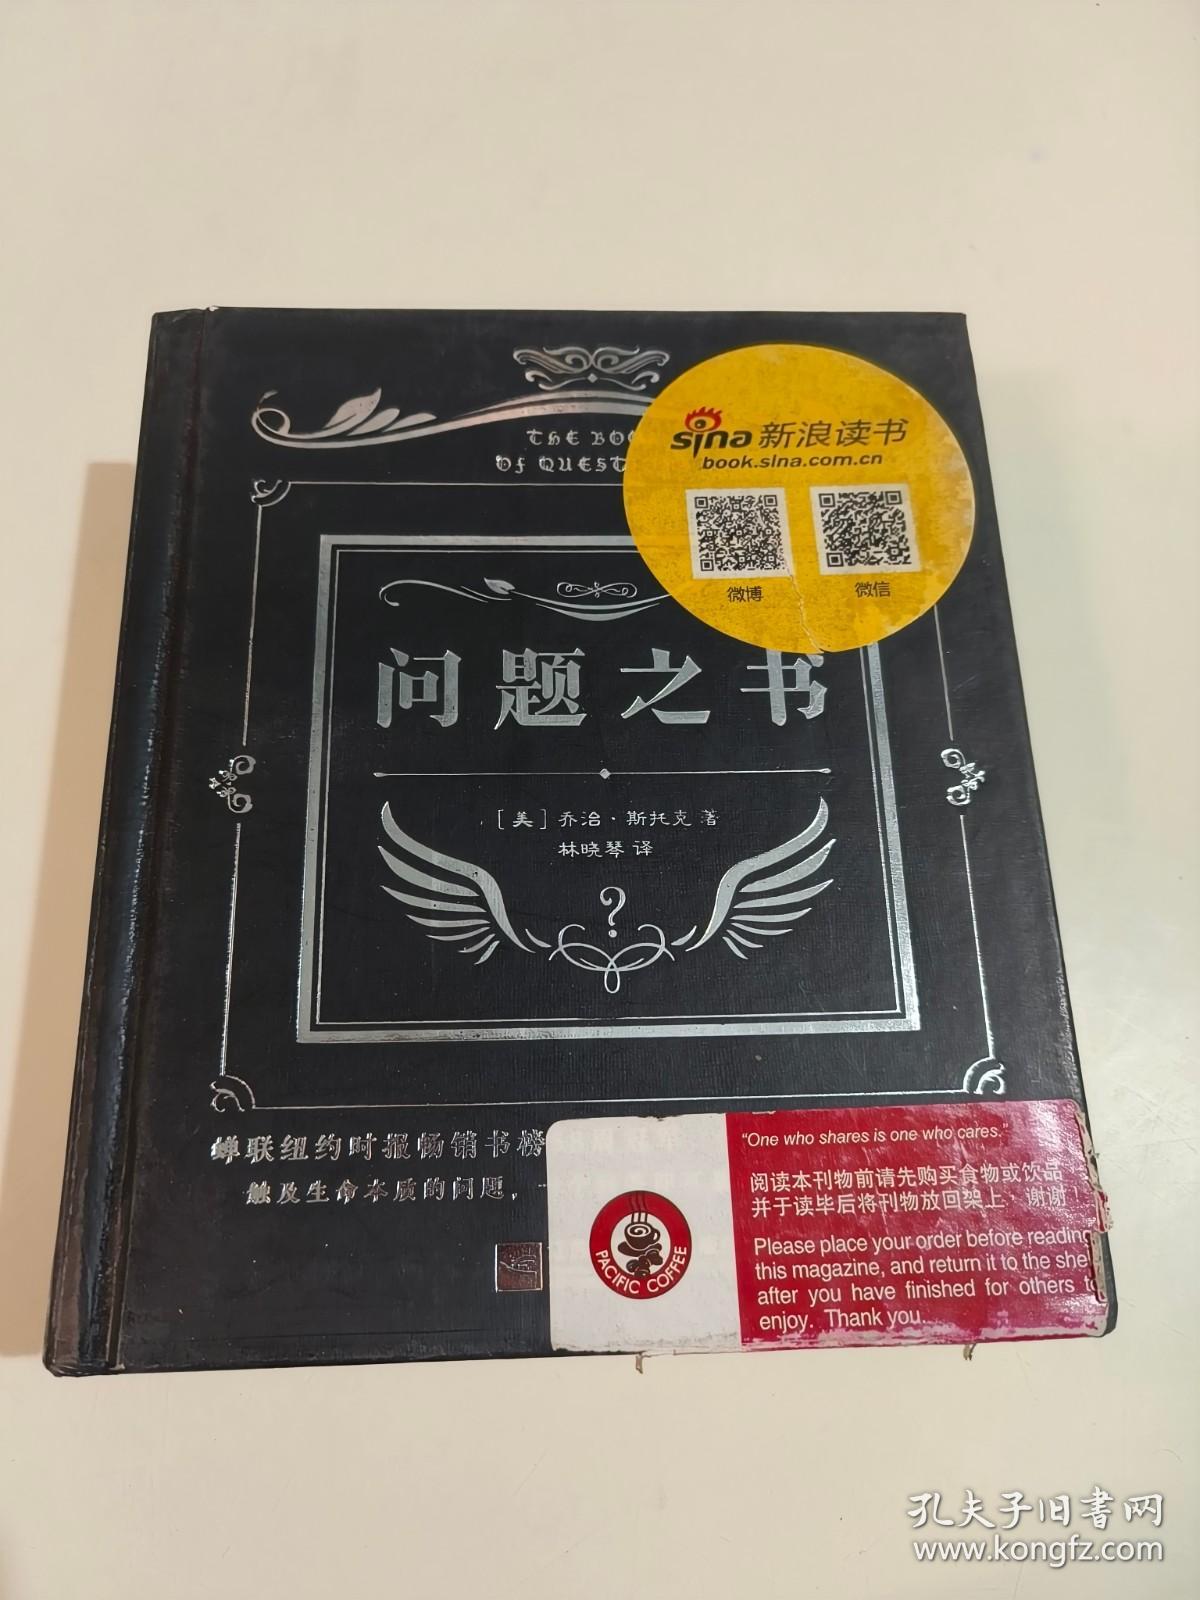 THE BOO
OF QUEST
sina 新浪读书
book.sina.com.cn
微博
微信
问题之书
[美] 乔治·斯托克 著
林晓琴 译
?
蝉联纽约时报畅销书榜
触及生命本质的问题，
"One who shares is one who cares."
阅读本刊物前请先购买食物或饮品
并于读毕后将刊物放回架上 谢谢!
Please place your order before reading
this magazine, and return it to the she
after you have finished for others to
enjoy. Thank you.
PACIFIC COFFEE
孔夫子旧书网
www.kongfz.com